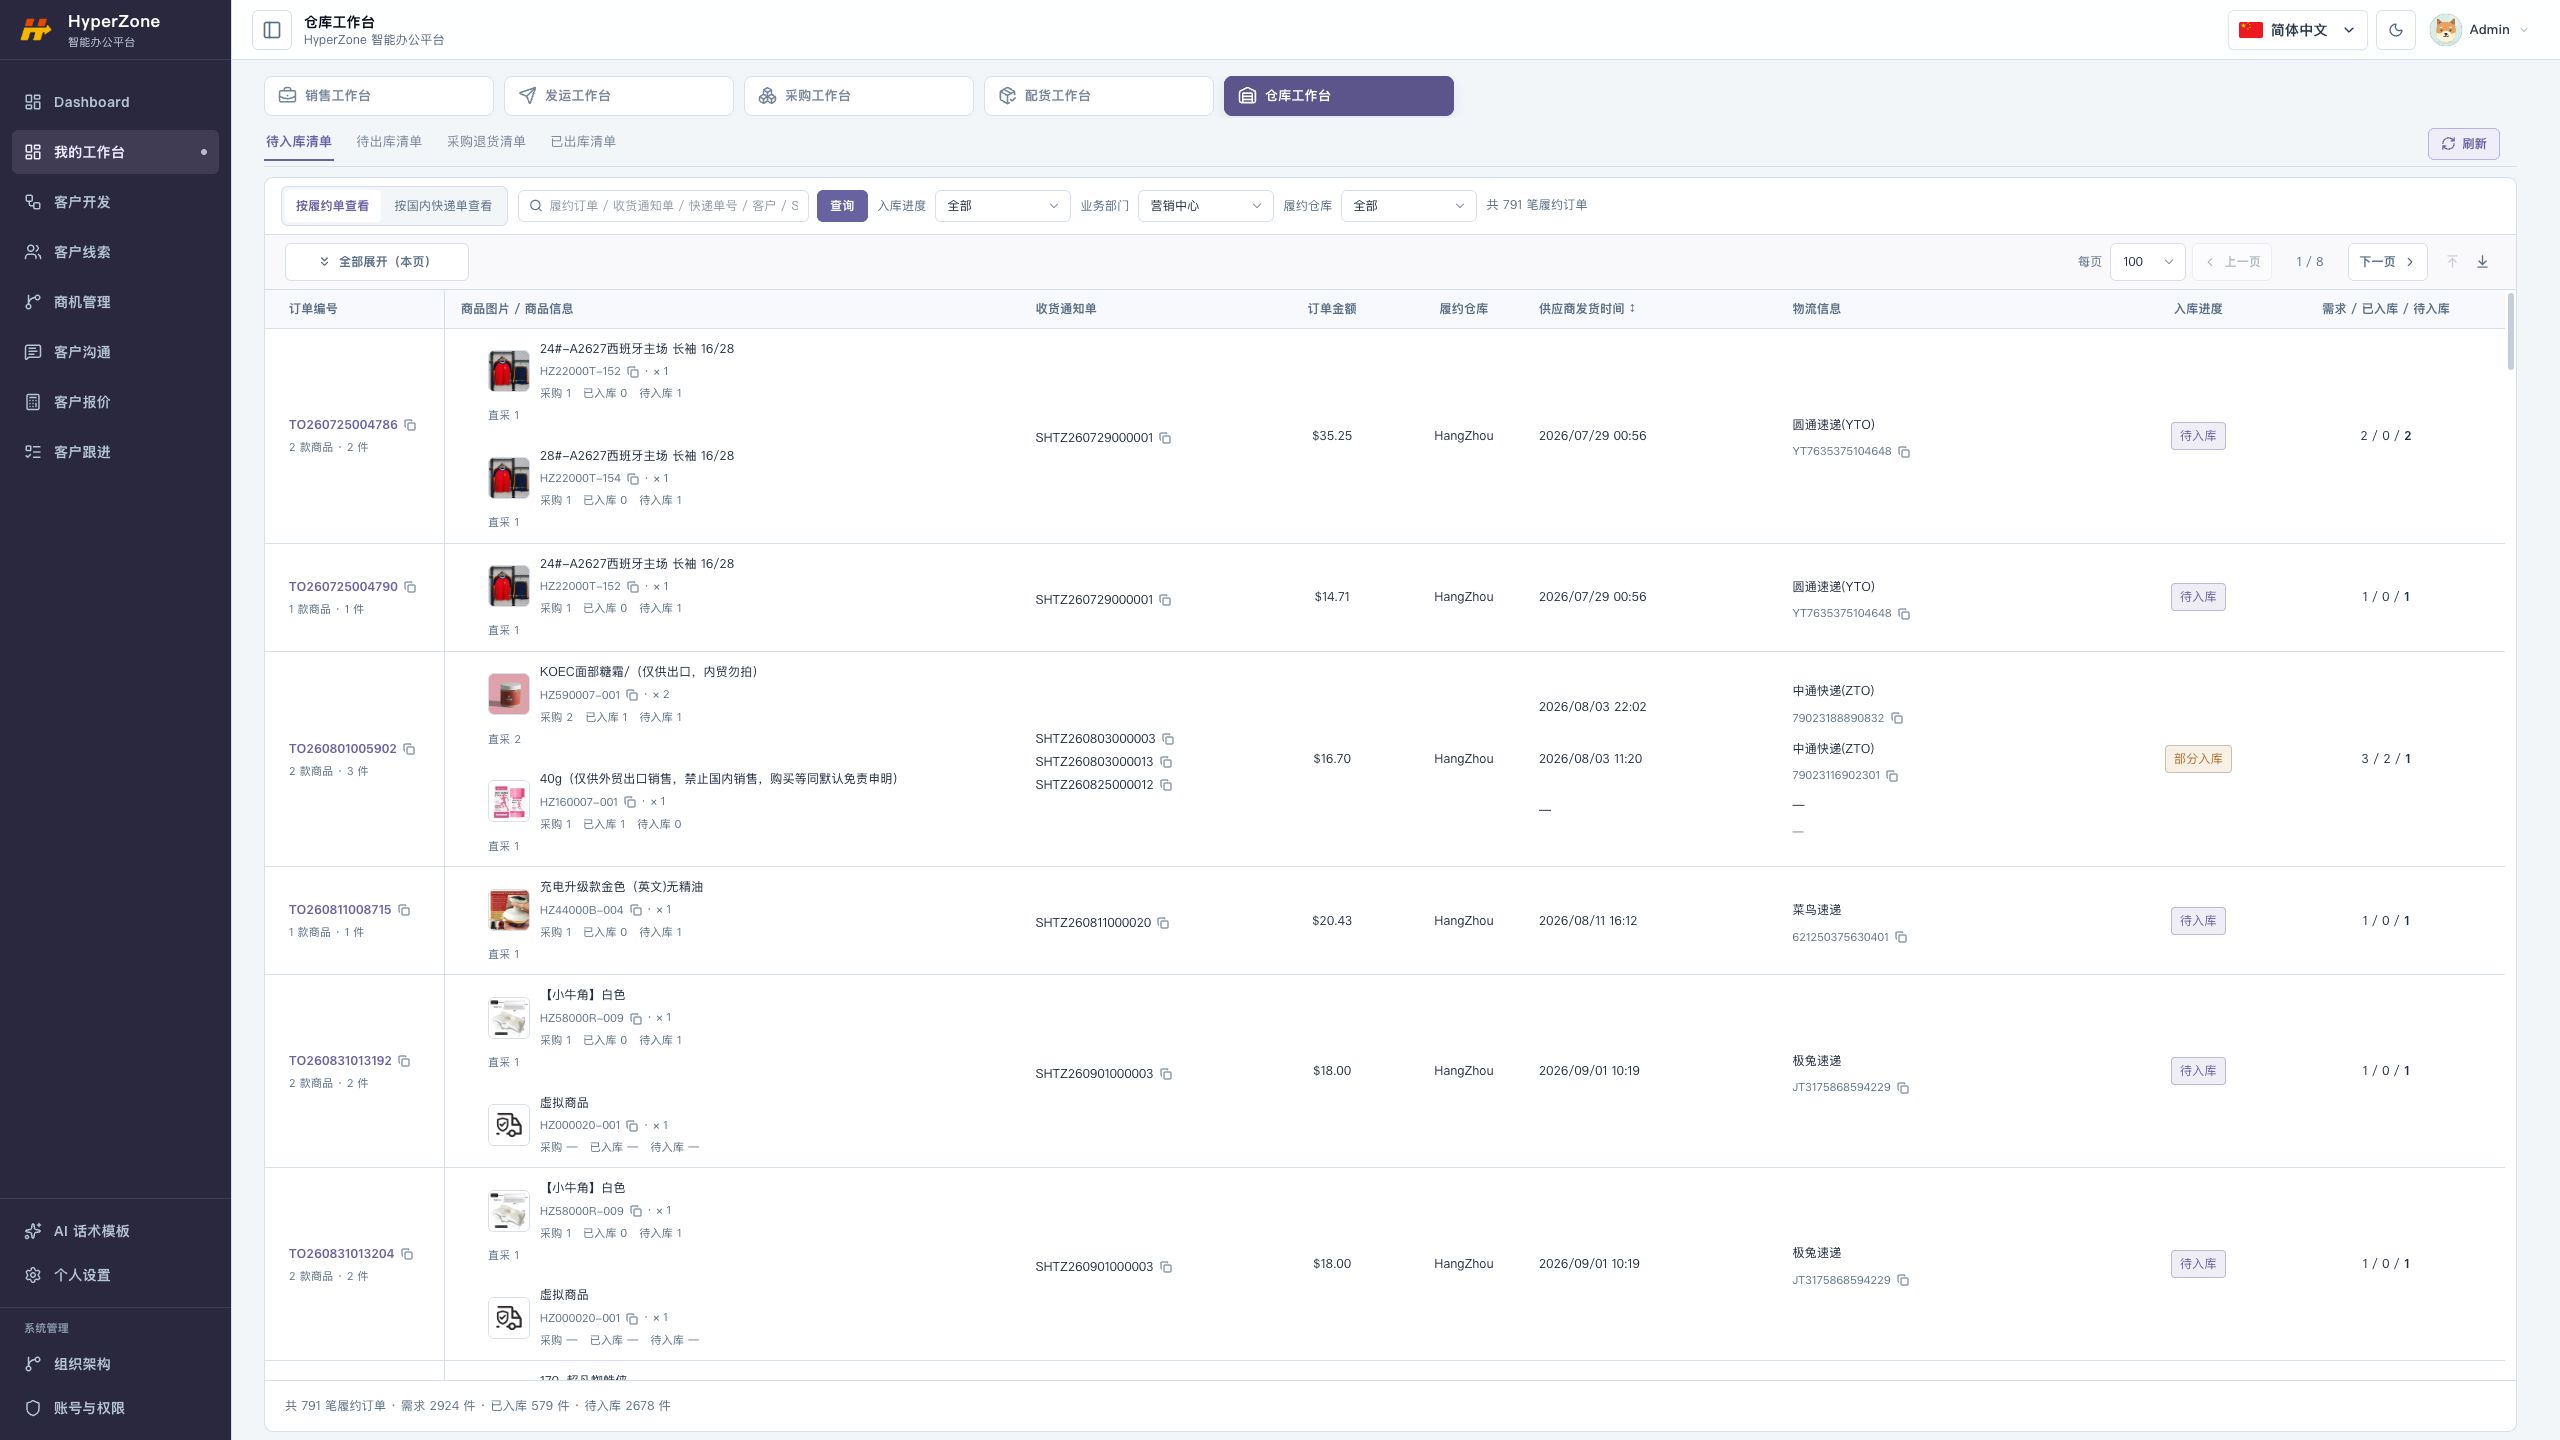 HyperZone
智能办公平台
Dashboard
我的工作台
客户开发
客户线索
商机管理
客户沟通
客户报价
客户跟进
AI 话术模板
个人设置
系统管理
组织架构
账号与权限
仓库工作台
HyperZone 智能办公平台
简体中文
Admin
销售工作台
发运工作台
采购工作台
配货工作台
仓库工作台
待入库清单
待出库清单
采购退货清单
已出库清单
刷新
按履约单查看
按国内快递单查看
履约订单 / 收货通知单 / 快递单号 / 客户 / S
查询
入库进度
全部
业务部门
营销中心
履约仓库
全部
共 791 笔履约订单
全部展开（本页）
每页
100
上一页
1 / 8
下一页
订单编号
商品图片 / 商品信息
收货通知单
订单金额
履约仓库
供应商发货时间
物流信息
入库进度
需求 / 已入库 / 待入库
TO260725004786
2 款商品 · 2 件
24#-A2627西班牙主场 长袖 16/28
HZ22000T-152 · × 1
采购 1 已入库 0 待入库 1
直采 1
28#-A2627西班牙主场 长袖 16/28
HZ22000T-154 · × 1
采购 1 已入库 0 待入库 1
直采 1
SHTZ260729000001
$35.25
HangZhou
2026/07/29 00:56
圆通速递(YTO)
YT7635375104648
待入库
2 / 0 / 2
TO260725004790
1 款商品 · 1 件
24#-A2627西班牙主场 长袖 16/28
HZ22000T-152 · × 1
采购 1 已入库 0 待入库 1
直采 1
SHTZ260729000001
$14.71
HangZhou
2026/07/29 00:56
圆通速递(YTO)
YT7635375104648
待入库
1 / 0 / 1
TO260801005902
2 款商品 · 3 件
KOEC面部糖霜/（仅供出口，内贸勿拍）
HZ590007-001 · × 2
采购 2 已入库 1 待入库 1
直采 2
40g（仅供外贸出口销售，禁止国内销售，购买等同默认免责申明）
HZ160007-001 · × 1
采购 1 已入库 1 待入库 0
直采 1
SHTZ260803000003
SHTZ260803000013
SHTZ260825000012
$16.70
HangZhou
2026/08/03 22:02
2026/08/03 11:20
—
中通快递(ZTO)
79023188890832
中通快递(ZTO)
79023116902301
—
—
部分入库
3 / 2 / 1
TO260811008715
1 款商品 · 1 件
充电升级款金色（英文)无精油
HZ44000B-004 · × 1
采购 1 已入库 0 待入库 1
直采 1
SHTZ260811000020
$20.43
HangZhou
2026/08/11 16:12
菜鸟速递
621250375630401
待入库
1 / 0 / 1
TO260831013192
2 款商品 · 2 件
【小牛角】白色
HZ58000R-009 · × 1
采购 1 已入库 0 待入库 1
直采 1
虚拟商品
HZ000020-001 · × 1
采购 — 已入库 — 待入库 —
SHTZ260901000003
$18.00
HangZhou
2026/09/01 10:19
极兔速递
JT3175868594229
待入库
1 / 0 / 1
TO260831013204
2 款商品 · 2 件
【小牛角】白色
HZ58000R-009 · × 1
采购 1 已入库 0 待入库 1
直采 1
虚拟商品
HZ000020-001 · × 1
采购 — 已入库 — 待入库 —
SHTZ260901000003
$18.00
HangZhou
2026/09/01 10:19
极兔速递
JT3175868594229
待入库
1 / 0 / 1
共 791 笔履约订单 · 需求 2924 件 · 已入库 579 件 · 待入库 2678 件